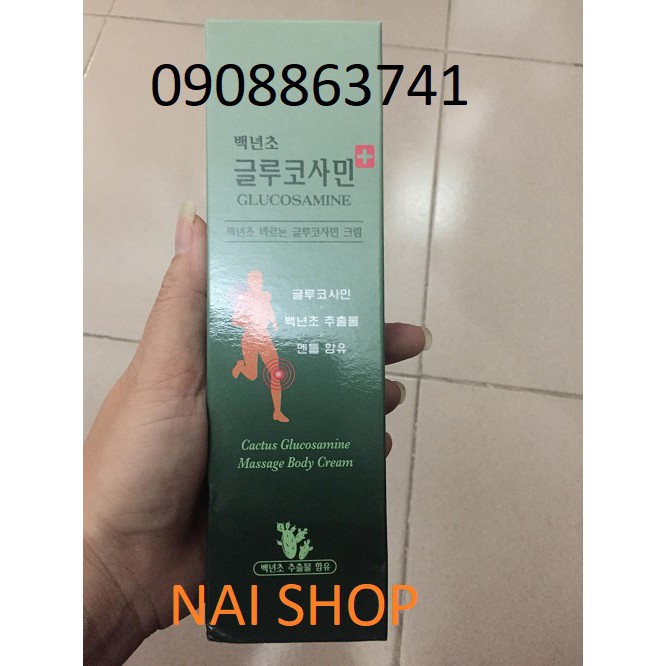 0908863741
백년초
글루코사민
GLUCOSAMINE
백년초 바르는 글루코사민 크림
글루코사민
백년초 추출물
멘톨 함유
Cactus Glucosamine
Massage Body Cream
백년초 추출물 함유
NAI SHOP